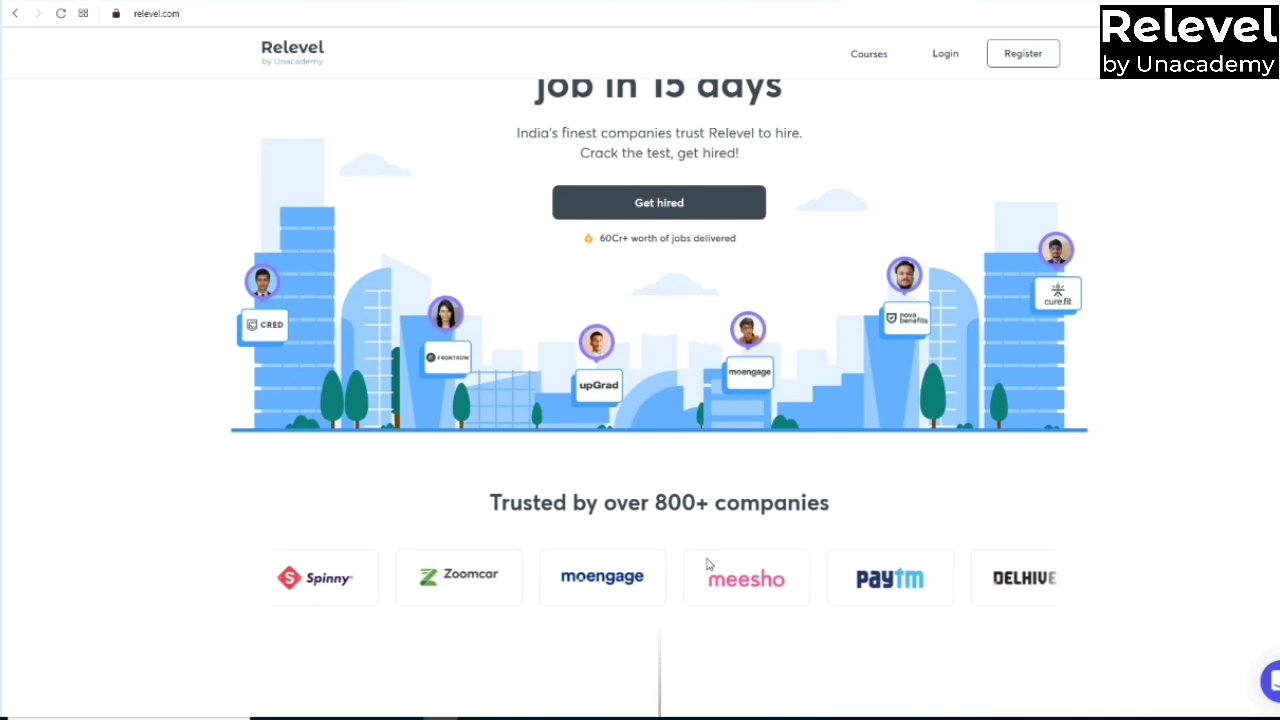 relevel.com
Relevel
by Unacademy
Relevel
by Unacademy
Courses
Login
Register
job in 15 days
India's finest companies trust Relevel to hire.
Crack the test, get hired!
Get hired
60Cr+ worth of jobs delivered
CRED
FRONTROW
upGrad
moengage
nova
benefits
cure.fit
Trusted by over 800+ companies
Spinny
Zoomcar
moengage
meesho
paytm
DELHIVE